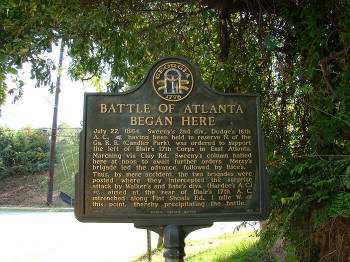 GEORGIA
1776
BATTLE OF ATLANTA
BEGAN HERE
July 22, 1864. Sweeny's 2nd div., Dodge's 16th
A. C. having been held in reserve N. of the
Ga. R. R. (Candler Park), was ordered to support
the left of Blair's 17th Corps in East Atlanta.
Marching via Clay Rd., Sweeny's column halted
here at noon to await further orders. Mersy's
brigade led the advance, followed by Rice's.
Thus, by mere accident, the two brigades were
posted where they intercepted the surprise
attack by Walker's and Bate's divs. (Hardee's A.C.)
aimed at the rear of Blair's 17th A. C.
intrenched along Flat Shoals Rd., 1 mile W. of
this point, thereby precipitating the battle.